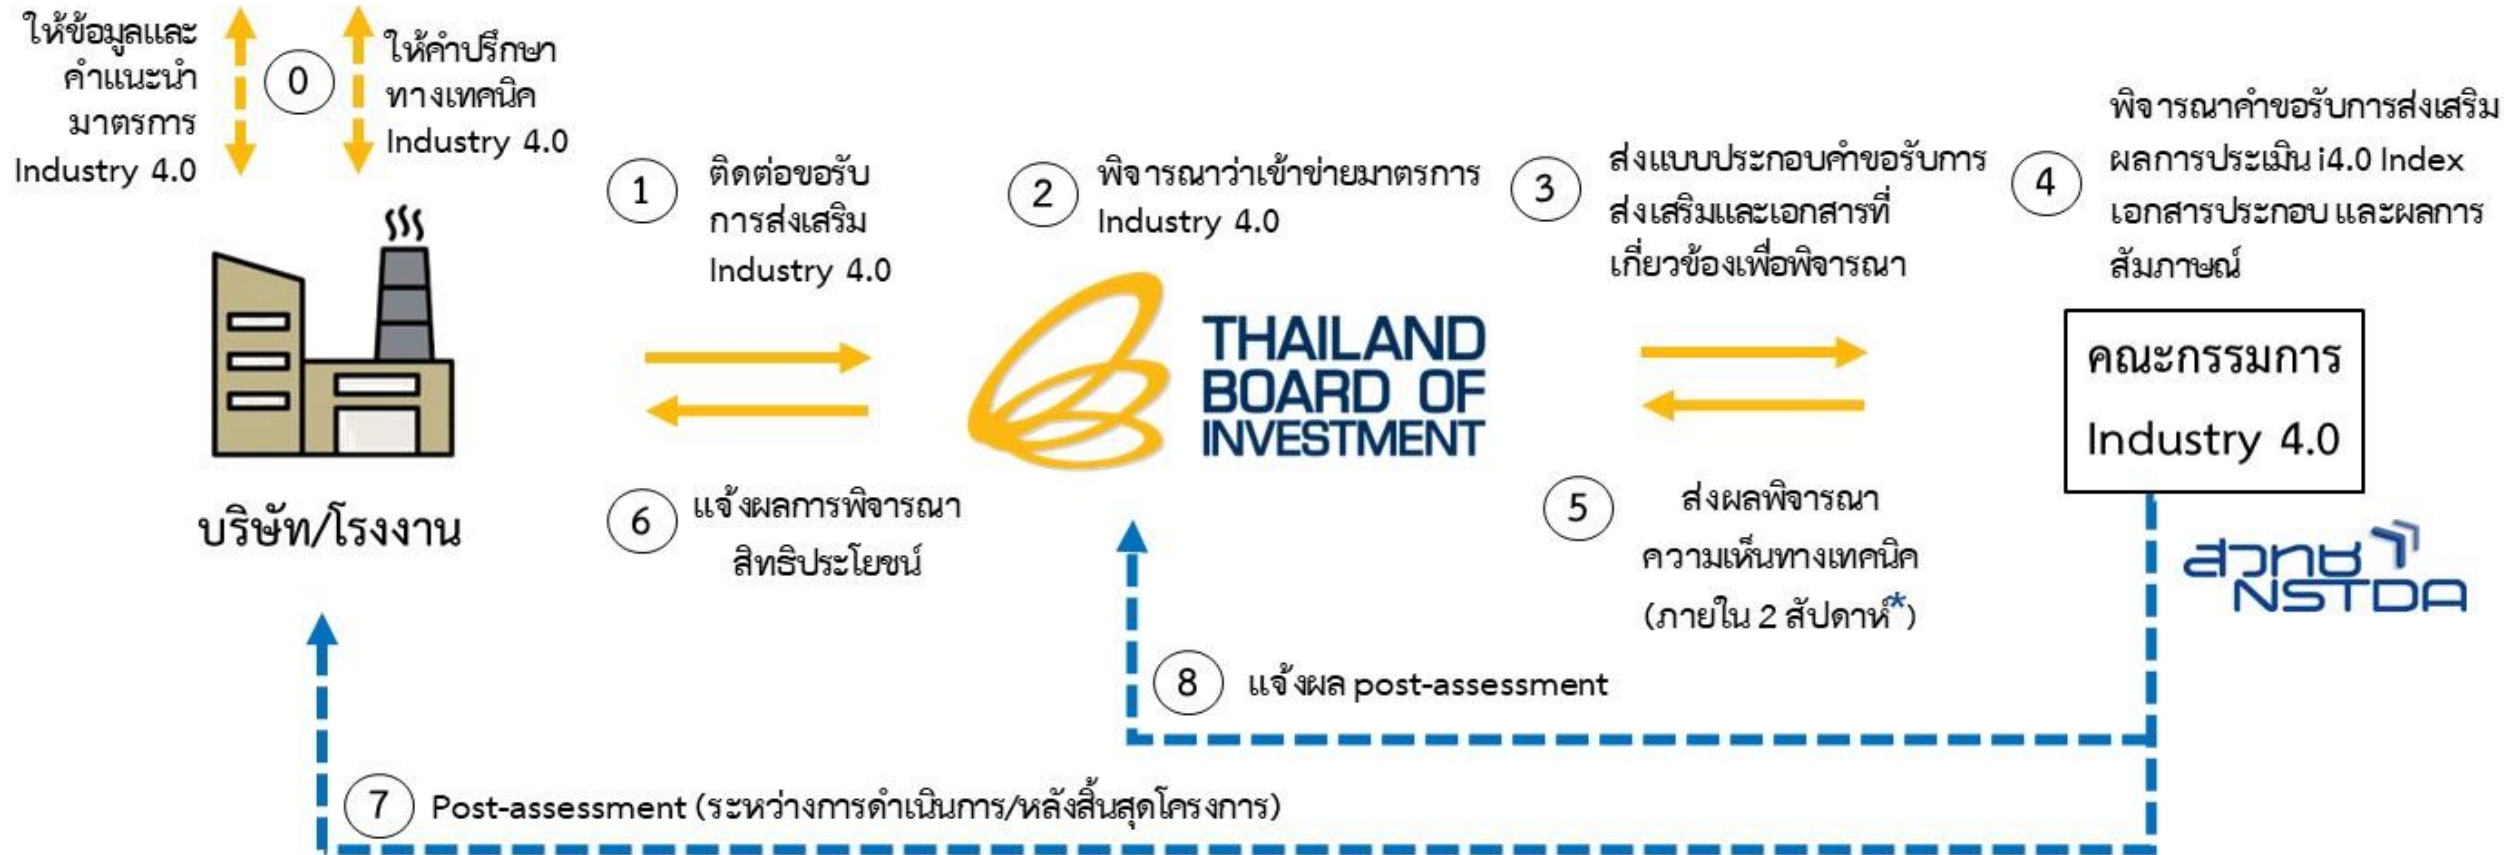 ให้ข้อมูลและ
คำแนะนำ
มาตรการ
Industry 4.0
0
ให้คำปรึกษา
ทางเทคนิค
Industry 4.0
1
ติดต่อขอรับ
การส่งเสริม
Industry 4.0
2
พิจารณาว่าเข้าข่ายมาตรการ
Industry 4.0
3
ส่งแบบประกอบคำขอรับการ
ส่งเสริมและเอกสารที่
เกี่ยวข้องเพื่อพิจารณา
4
พิจารณาคำขอรับการส่งเสริม
ผลการประเมิน i4.0 Index
เอกสารประกอบ และผลการ
สัมภาษณ์
บริษัท/โรงงาน
THAILAND
BOARD OF
INVESTMENT
คณะกรรมการ
Industry 4.0
5
ส่งผลพิจารณา
ความเห็นทางเทคนิค
(ภายใน 2 สัปดาห์*)
6
แจ้งผลการพิจารณา
สิทธิประโยชน์
สวทช
NSTDA
8
แจ้งผล post-assessment
7
Post-assessment (ระหว่างการดำเนินการ/หลังสิ้นสุดโครงการ)